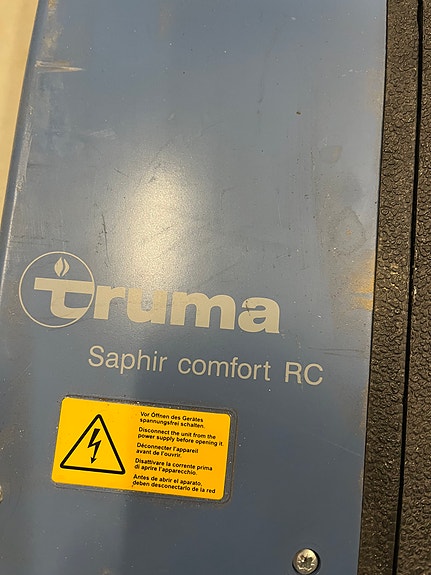 truma
Saphir comfort RC
Vor Öffnen des Gerätes
spannungsfrei schalten.
Disconnect the unit from the
power supply before opening it.
Déconnecter l'appareil
avant de l'ouvrir.
Disattivare la corrente prima
di aprire l'apparecchio.
Antes de abrir el aparato,
deben desconectarlo de la red